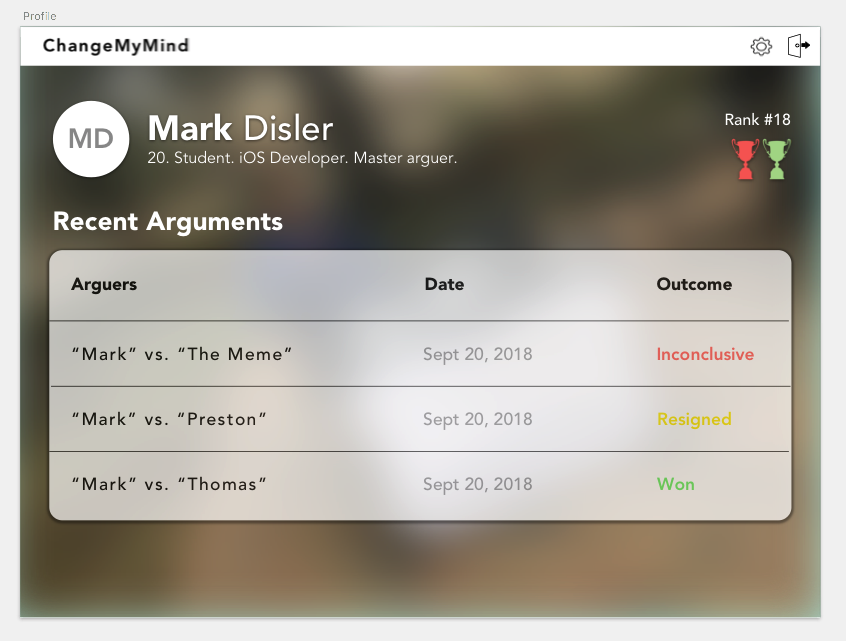 Profile
ChangeMyMind
MD
Mark Disler
20. Student. iOS Developer. Master arguer.
Rank #18
Recent Arguments
Arguers Date Outcome
“Mark” vs. “The Meme” Sept 20, 2018 Inconclusive
“Mark” vs. “Preston” Sept 20, 2018 Resigned
“Mark” vs. “Thomas” Sept 20, 2018 Won